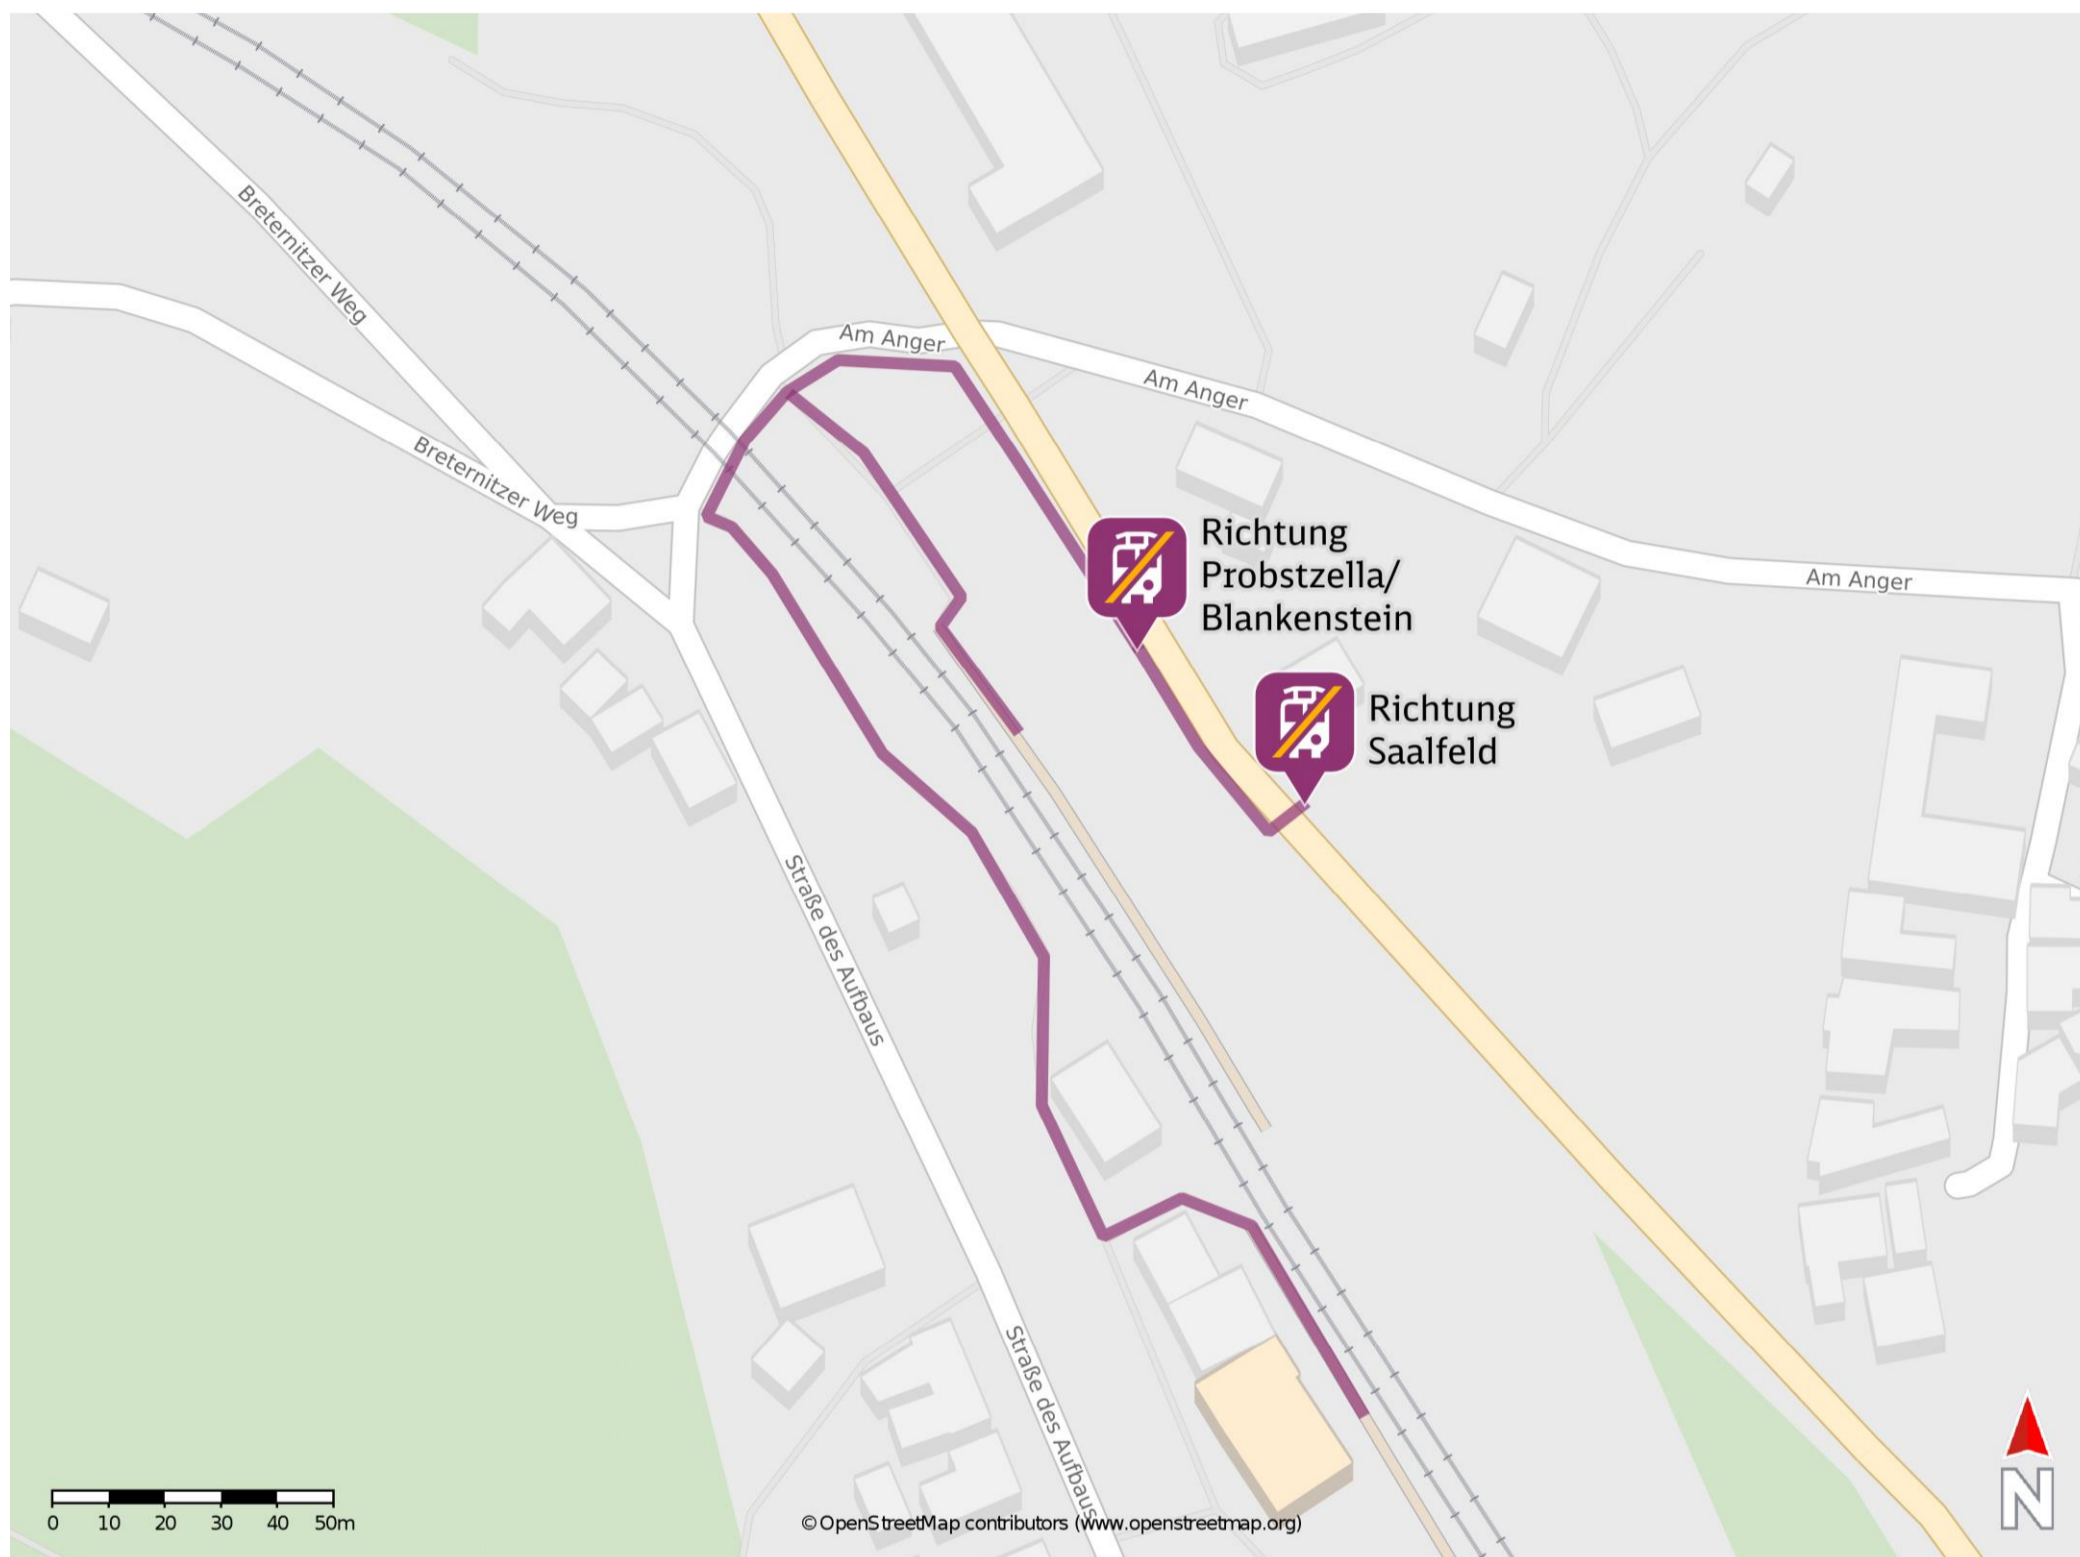 Breternitzer Weg
Am Anger
Am Anger
Breternitzer Weg
Richtung
Probstzella/
Blankenstein
Am Anger
Richtung
Saalfeld
Straße des Aufbaus
Straße des Aufbaus
N
0 10 20 30 40 50m
© OpenStreetMap contributors (www.openstreetmap.org)